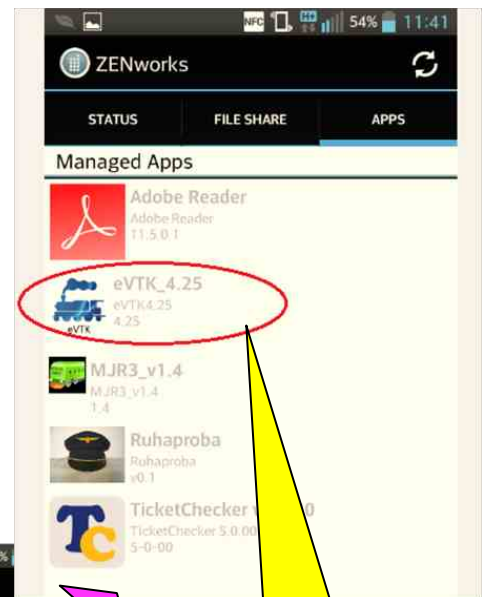 NFC 54% 11:41
ZENworks
STATUS FILE SHARE APPS
Managed Apps
Adobe Reader
Adobe Reader
11.5.0.1
eVTK_4.25
eVTK4.25
4.25
eVTK
MJR3_v1.4
MJR3_v1.4
1.4
Ruhaproba
Ruhaproba
v0.1
TicketChecker 0
TicketChecker 5.0.00
5-0-00
TC
%